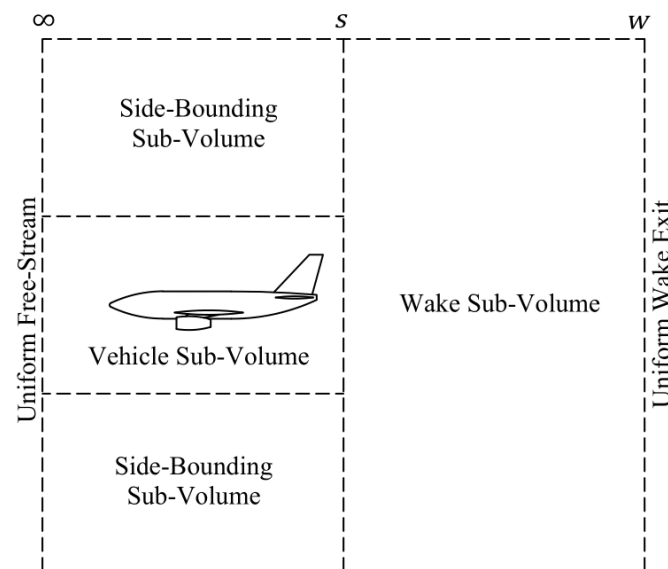 ∞
s
w
Side-Bounding
Sub-Volume
Uniform Free-Stream
Vehicle Sub-Volume
Wake Sub-Volume
Uniform Wake Exit
Side-Bounding
Sub-Volume